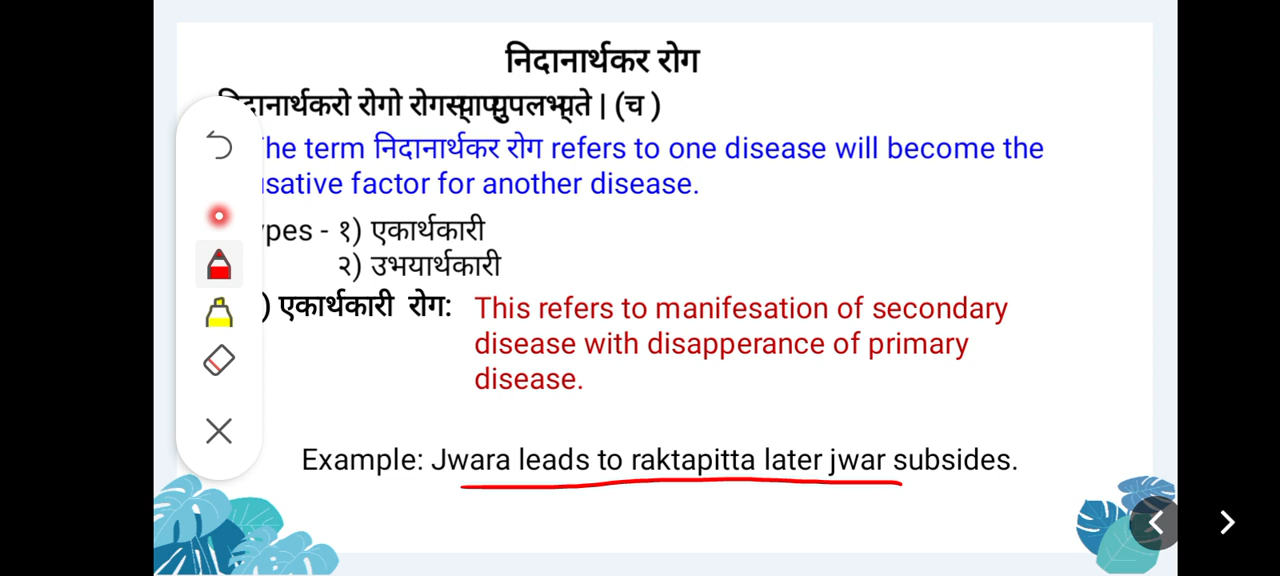 निदानार्थकर रोग
निदानार्थकरो रोगो रोगस्याप्युपलभ्यते | (च )
he term निदानार्थकर रोग refers to one disease will become the
usative factor for another disease.
ypes - १) एकार्थकारी
२) उभयार्थकारी
) एकार्थकारी रोग: This refers to manifesation of secondary
disease with disapperance of primary
disease.
Example: Jwara leads to raktapitta later jwar subsides.